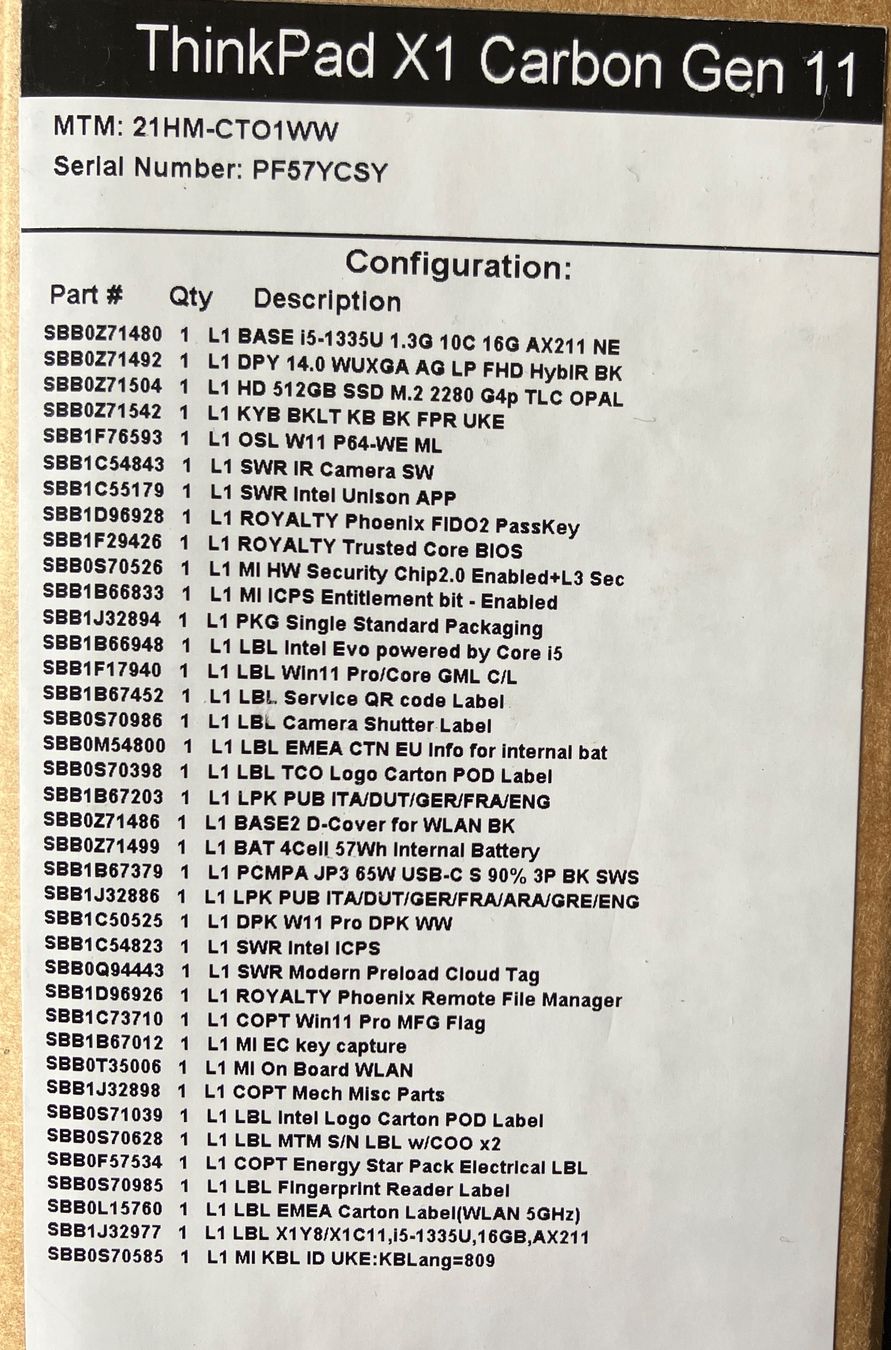 ThinkPad X1 Carbon Gen 11
MTM: 21HM-CTO1WW
Serial Number: PF57YCSY
Configuration:
Part # Qty Description
SBB0Z71480 1 L1 BASE i5-1335U 1.3G 10C 16G AX211 NE
SBB0Z71492 1 L1 DPY 14.0 WUXGA AG LP FHD HybIR BK
SBB0Z71504 1 L1 HD 512GB SSD M.2 2280 G4p TLC OPAL
SBB0Z71542 1 L1 KYB BKLT KB BK FPR UKE
SBB1F76593 1 L1 OSL W11 P64-WE ML
SBB1C54843 1 L1 SWR IR Camera SW
SBB1C55179 1 L1 SWR Intel Unison APP
SBB1D96928 1 L1 ROYALTY Phoenix FIDO2 PassKey
SBB1F29426 1 L1 ROYALTY Trusted Core BIOS
SBB0S70526 1 L1 MI HW Security Chip2.0 Enabled+L3 Sec
SBB1B66833 1 L1 MI ICPS Entitlement bit - Enabled
SBB1J32894 1 L1 PKG Single Standard Packaging
SBB1B66948 1 L1 LBL Intel Evo powered by Core i5
SBB1F17940 1 L1 LBL Win11 Pro/Core GML C/L
SBB1B67452 1 L1 LBL Service QR code Label
SBB0S70986 1 L1 LBL Camera Shutter Label
SBB0M54800 1 L1 LBL EMEA CTN EU Info for internal bat
SBB0S70398 1 L1 LBL TCO Logo Carton POD Label
SBB1B67203 1 L1 LPK PUB ITA/DUT/GER/FRA/ENG
SBB0Z71486 1 L1 BASE2 D-Cover for WLAN BK
SBB0Z71499 1 L1 BAT 4Cell 57Wh Internal Battery
SBB1B67379 1 L1 PCMPA JP3 65W USB-C S 90% 3P BK SWS
SBB1J32886 1 L1 LPK PUB ITA/DUT/GER/FRA/ARA/GRE/ENG
SBB1C50525 1 L1 DPK W11 Pro DPK WW
SBB1C54823 1 L1 SWR Intel ICPS
SBB0Q94443 1 L1 SWR Modern Preload Cloud Tag
SBB1D96926 1 L1 ROYALTY Phoenix Remote File Manager
SBB1C73710 1 L1 COPT Win11 Pro MFG Flag
SBB1B67012 1 L1 MI EC key capture
SBB0T35006 1 L1 MI On Board WLAN
SBB1J32898 1 L1 COPT Mech Misc Parts
SBB0S71039 1 L1 LBL Intel Logo Carton POD Label
SBB0S70628 1 L1 LBL MTM S/N LBL w/COO x2
SBB0F57534 1 L1 COPT Energy Star Pack Electrical LBL
SBB0S70985 1 L1 LBL Fingerprint Reader Label
SBB0L15760 1 L1 LBL EMEA Carton Label(WLAN 5GHz)
SBB1J32977 1 L1 LBL X1Y8/X1C11,i5-1335U,16GB,AX211
SBB0S70585 1 L1 MI KBL ID UKE:KBLang=809